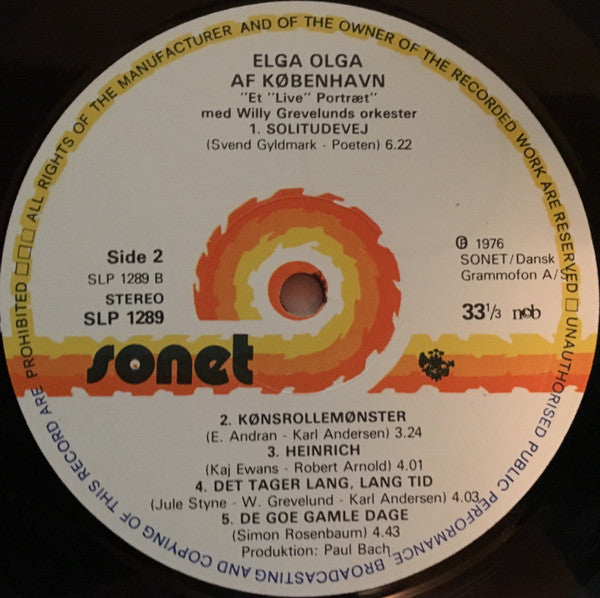 ALL RIGHTS OF THE MANUFACTURER AND OF THE OWNER OF THE RECORDED WORK ARE RESERVED □ UNAUTHORISED PUBLIC PERFORMANCE, BROADCASTING AND COPYING OF THIS RECORD ARE PROHIBITED □□□
ELGA OLGA
AF KØBENHAVN
"Et "Live" Portræt"
med Willy Grevelunds orkester
1. SOLITUDEVEJ
(Svend Gyldmark - Poeten) 6.22
Side 2
SLP 1289 B
STEREO
SLP 1289
℗ 1976
SONET/Dansk
Grammofon A/S
33 1/3 ncb
sonet
2. KØNSROLLEMØNSTER
(E. Andran - Karl Andersen) 3.24
3. HEINRICH
(Kaj Ewans - Robert Arnold) 4.01
4. DET TAGER LANG, LANG TID
(Jule Styne - W. Grevelund - Karl Andersen) 4.03
5. DE GOE GAMLE DAGE
(Simon Rosenbaum) 4.43
Produktion: Paul Bach